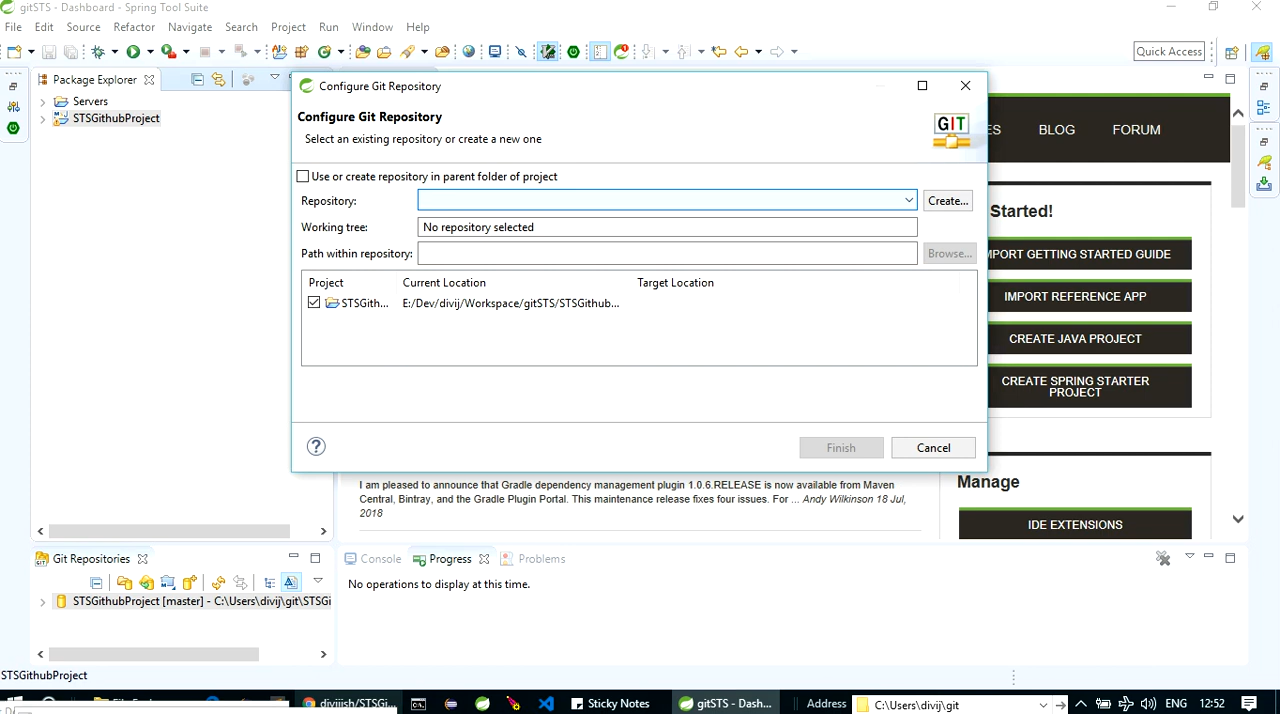 gitSTS - Dashboard - Spring Tool Suite
File Edit Source Refactor Navigate Search Project Run Window Help
Quick Access
Package Explorer
Servers
STSGithubProject
Configure Git Repository
Configure Git Repository
Select an existing repository or create a new one
GIT
Use or create repository in parent folder of project
Repository:
Create...
Working tree: No repository selected
Path within repository:
Browse...
Project Current Location Target Location
STSGith... E:/Dev/divij/Workspace/gitSTS/STSGithub...
Finish Cancel
ES BLOG FORUM
Started!
MPORT GETTING STARTED GUIDE
IMPORT REFERENCE APP
CREATE JAVA PROJECT
CREATE SPRING STARTER
PROJECT
I am pleased to announce that Gradle dependency management plugin 1.0.6.RELEASE is now available from Maven
Central, Bintray, and the Gradle Plugin Portal. This maintenance release fixes four issues. For ... Andy Wilkinson 18 Jul,
2018
Manage
IDE EXTENSIONS
Git Repositories
STSGithubProject [master] - C:\Users\divij\git\STSGi
Console Progress Problems
No operations to display at this time.
STSGithubProject
divijish/STSGi...
Sticky Notes
gitSTS - Dash...
Address C:\Users\divij\git
ENG 12:52